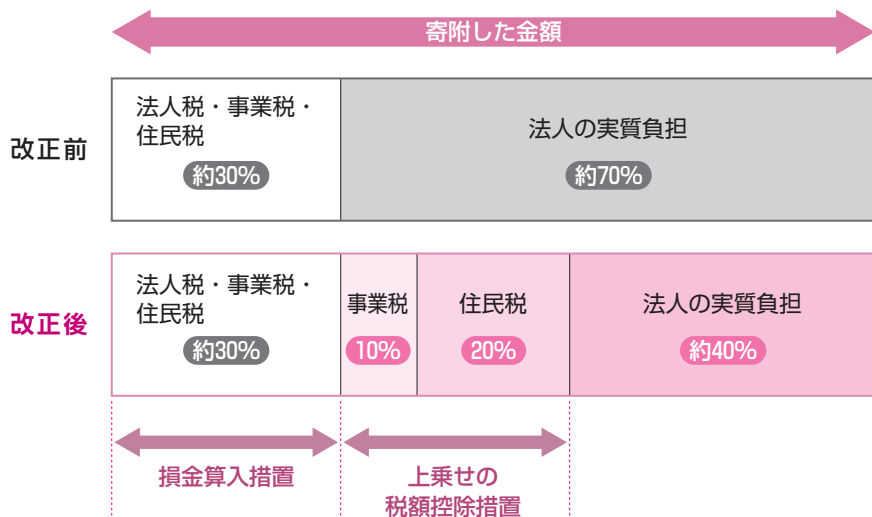 寄附した金額
改正前
法人税・事業税・
住民税
約30%
法人の実質負担
約70%
改正後
法人税・事業税・
住民税
約30%
事業税
10%
住民税
20%
法人の実質負担
約40%
損金算入措置
上乗せの
税額控除措置